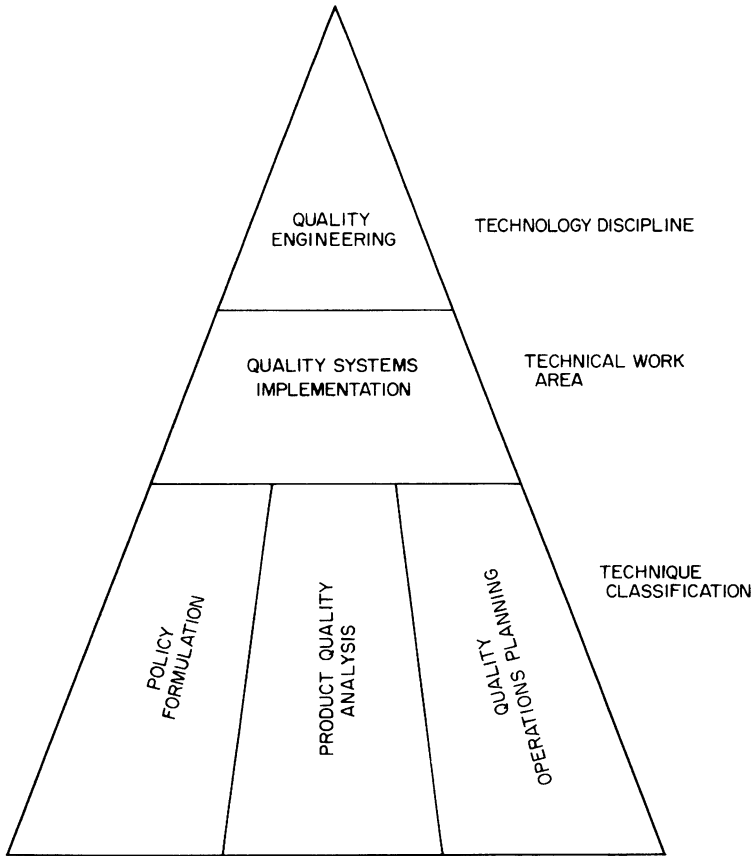 QUALITY
ENGINEERING
TECHNOLOGY DISCIPLINE
QUALITY SYSTEMS
IMPLEMENTATION
TECHNICAL WORK
AREA
POLICY
FORMULATION
PRODUCT QUALITY
ANALYSIS
QUALITY
OPERATIONS PLANNING
TECHNIQUE
CLASSIFICATION